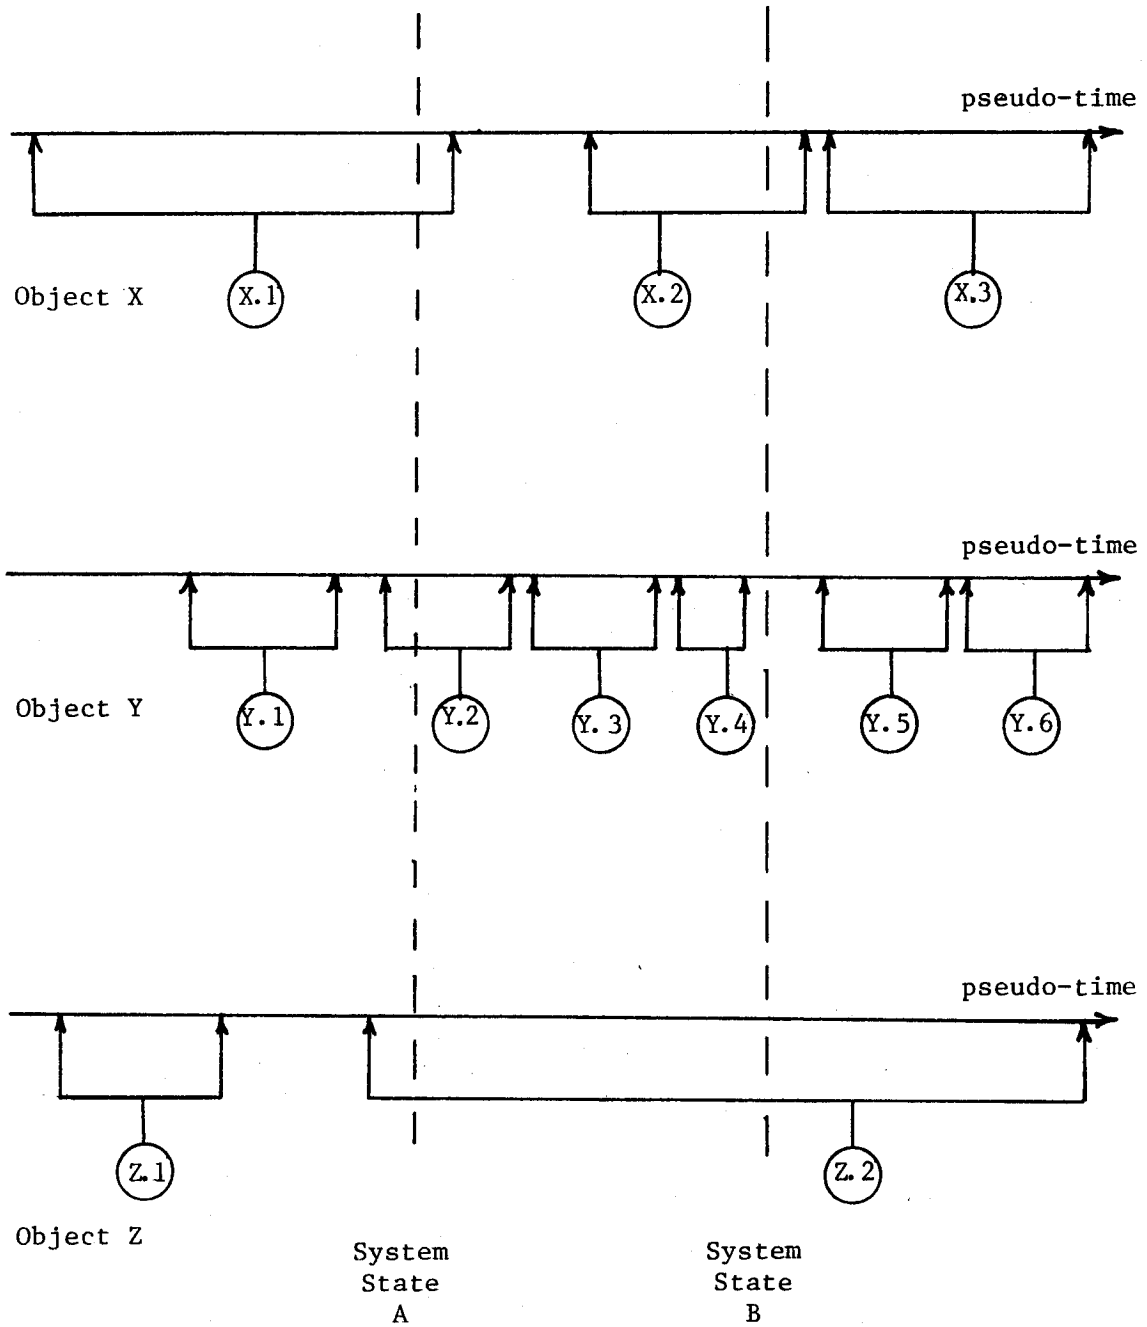 pseudo-time
Object X
X.1
X.2
X.3
pseudo-time
Object Y
Y.1
Y.2
Y.3
Y.4
Y.5
Y.6
pseudo-time
Z.1
Z.2
Object Z
System
State
A
System
State
B